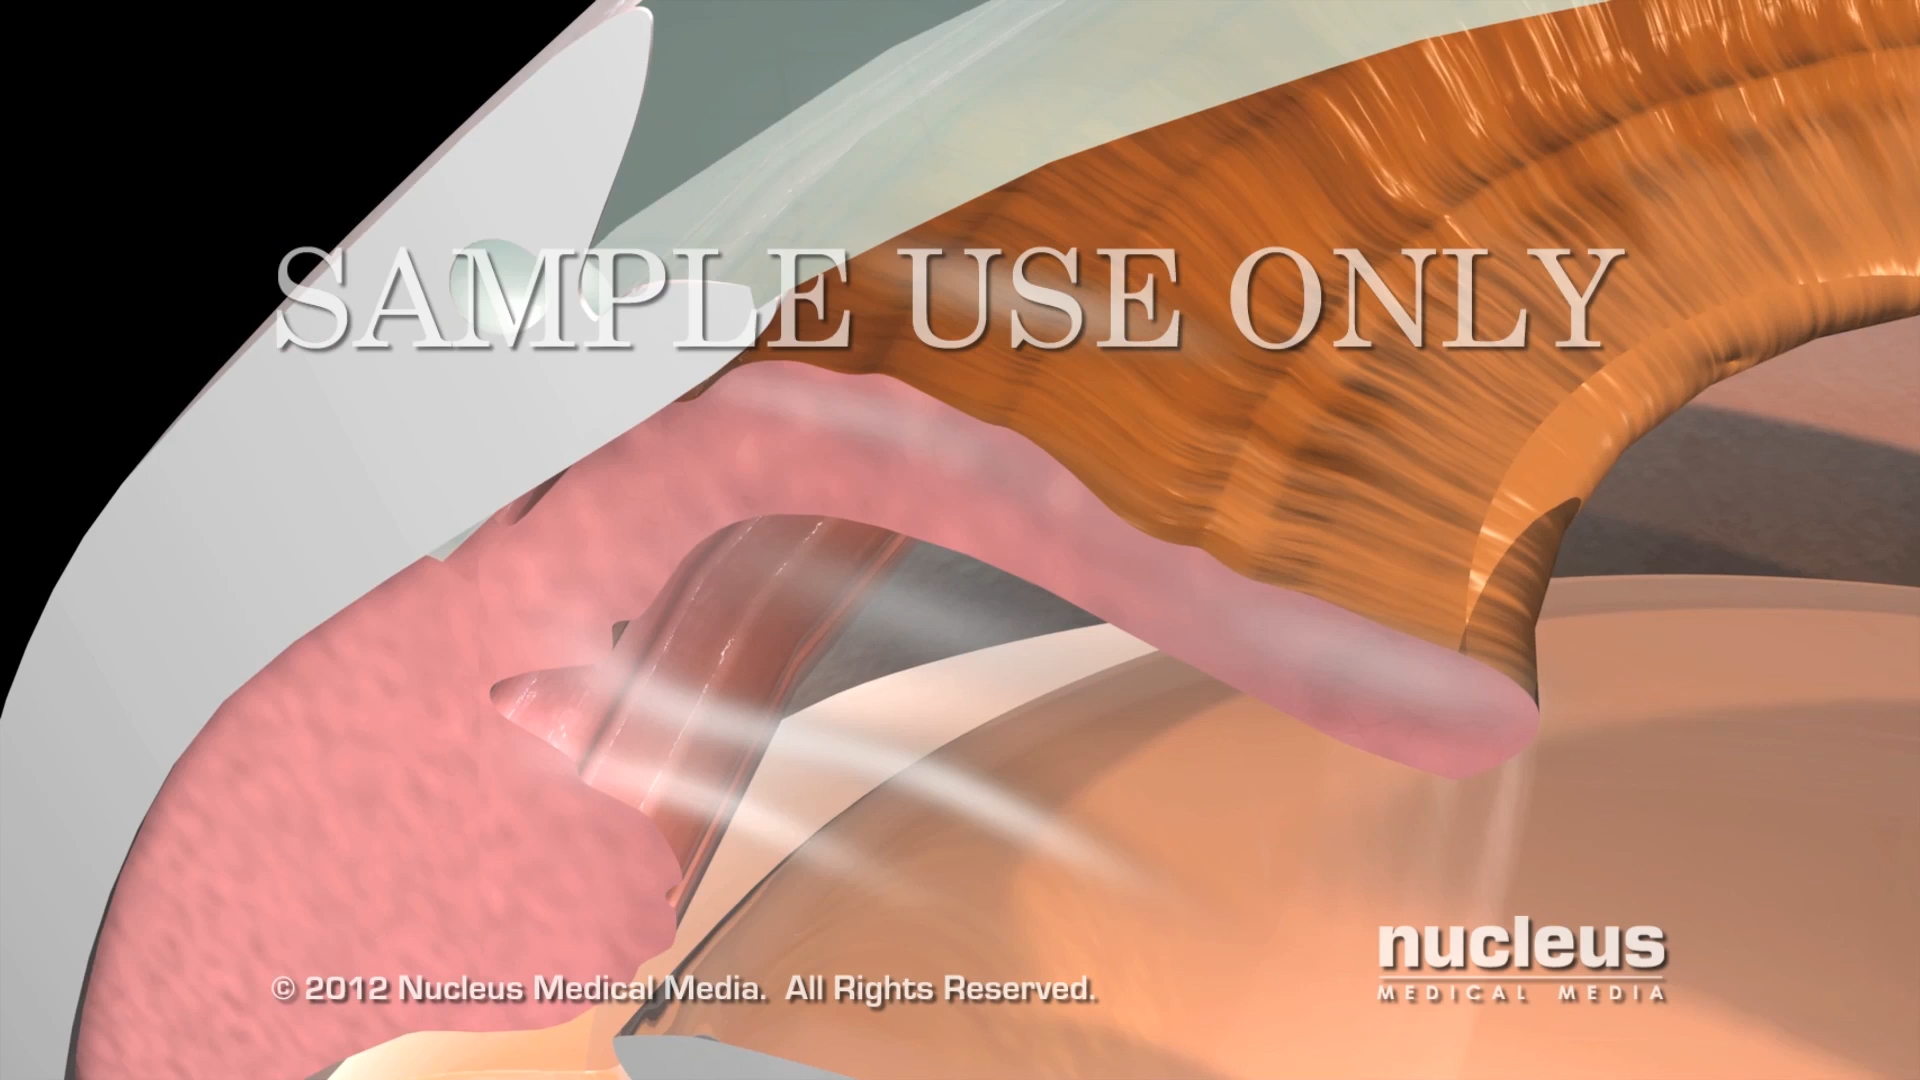 SAMPLE USE ONLY
nucleus
MEDICAL MEDIA
© 2012 Nucleus Medical Media. All Rights Reserved.